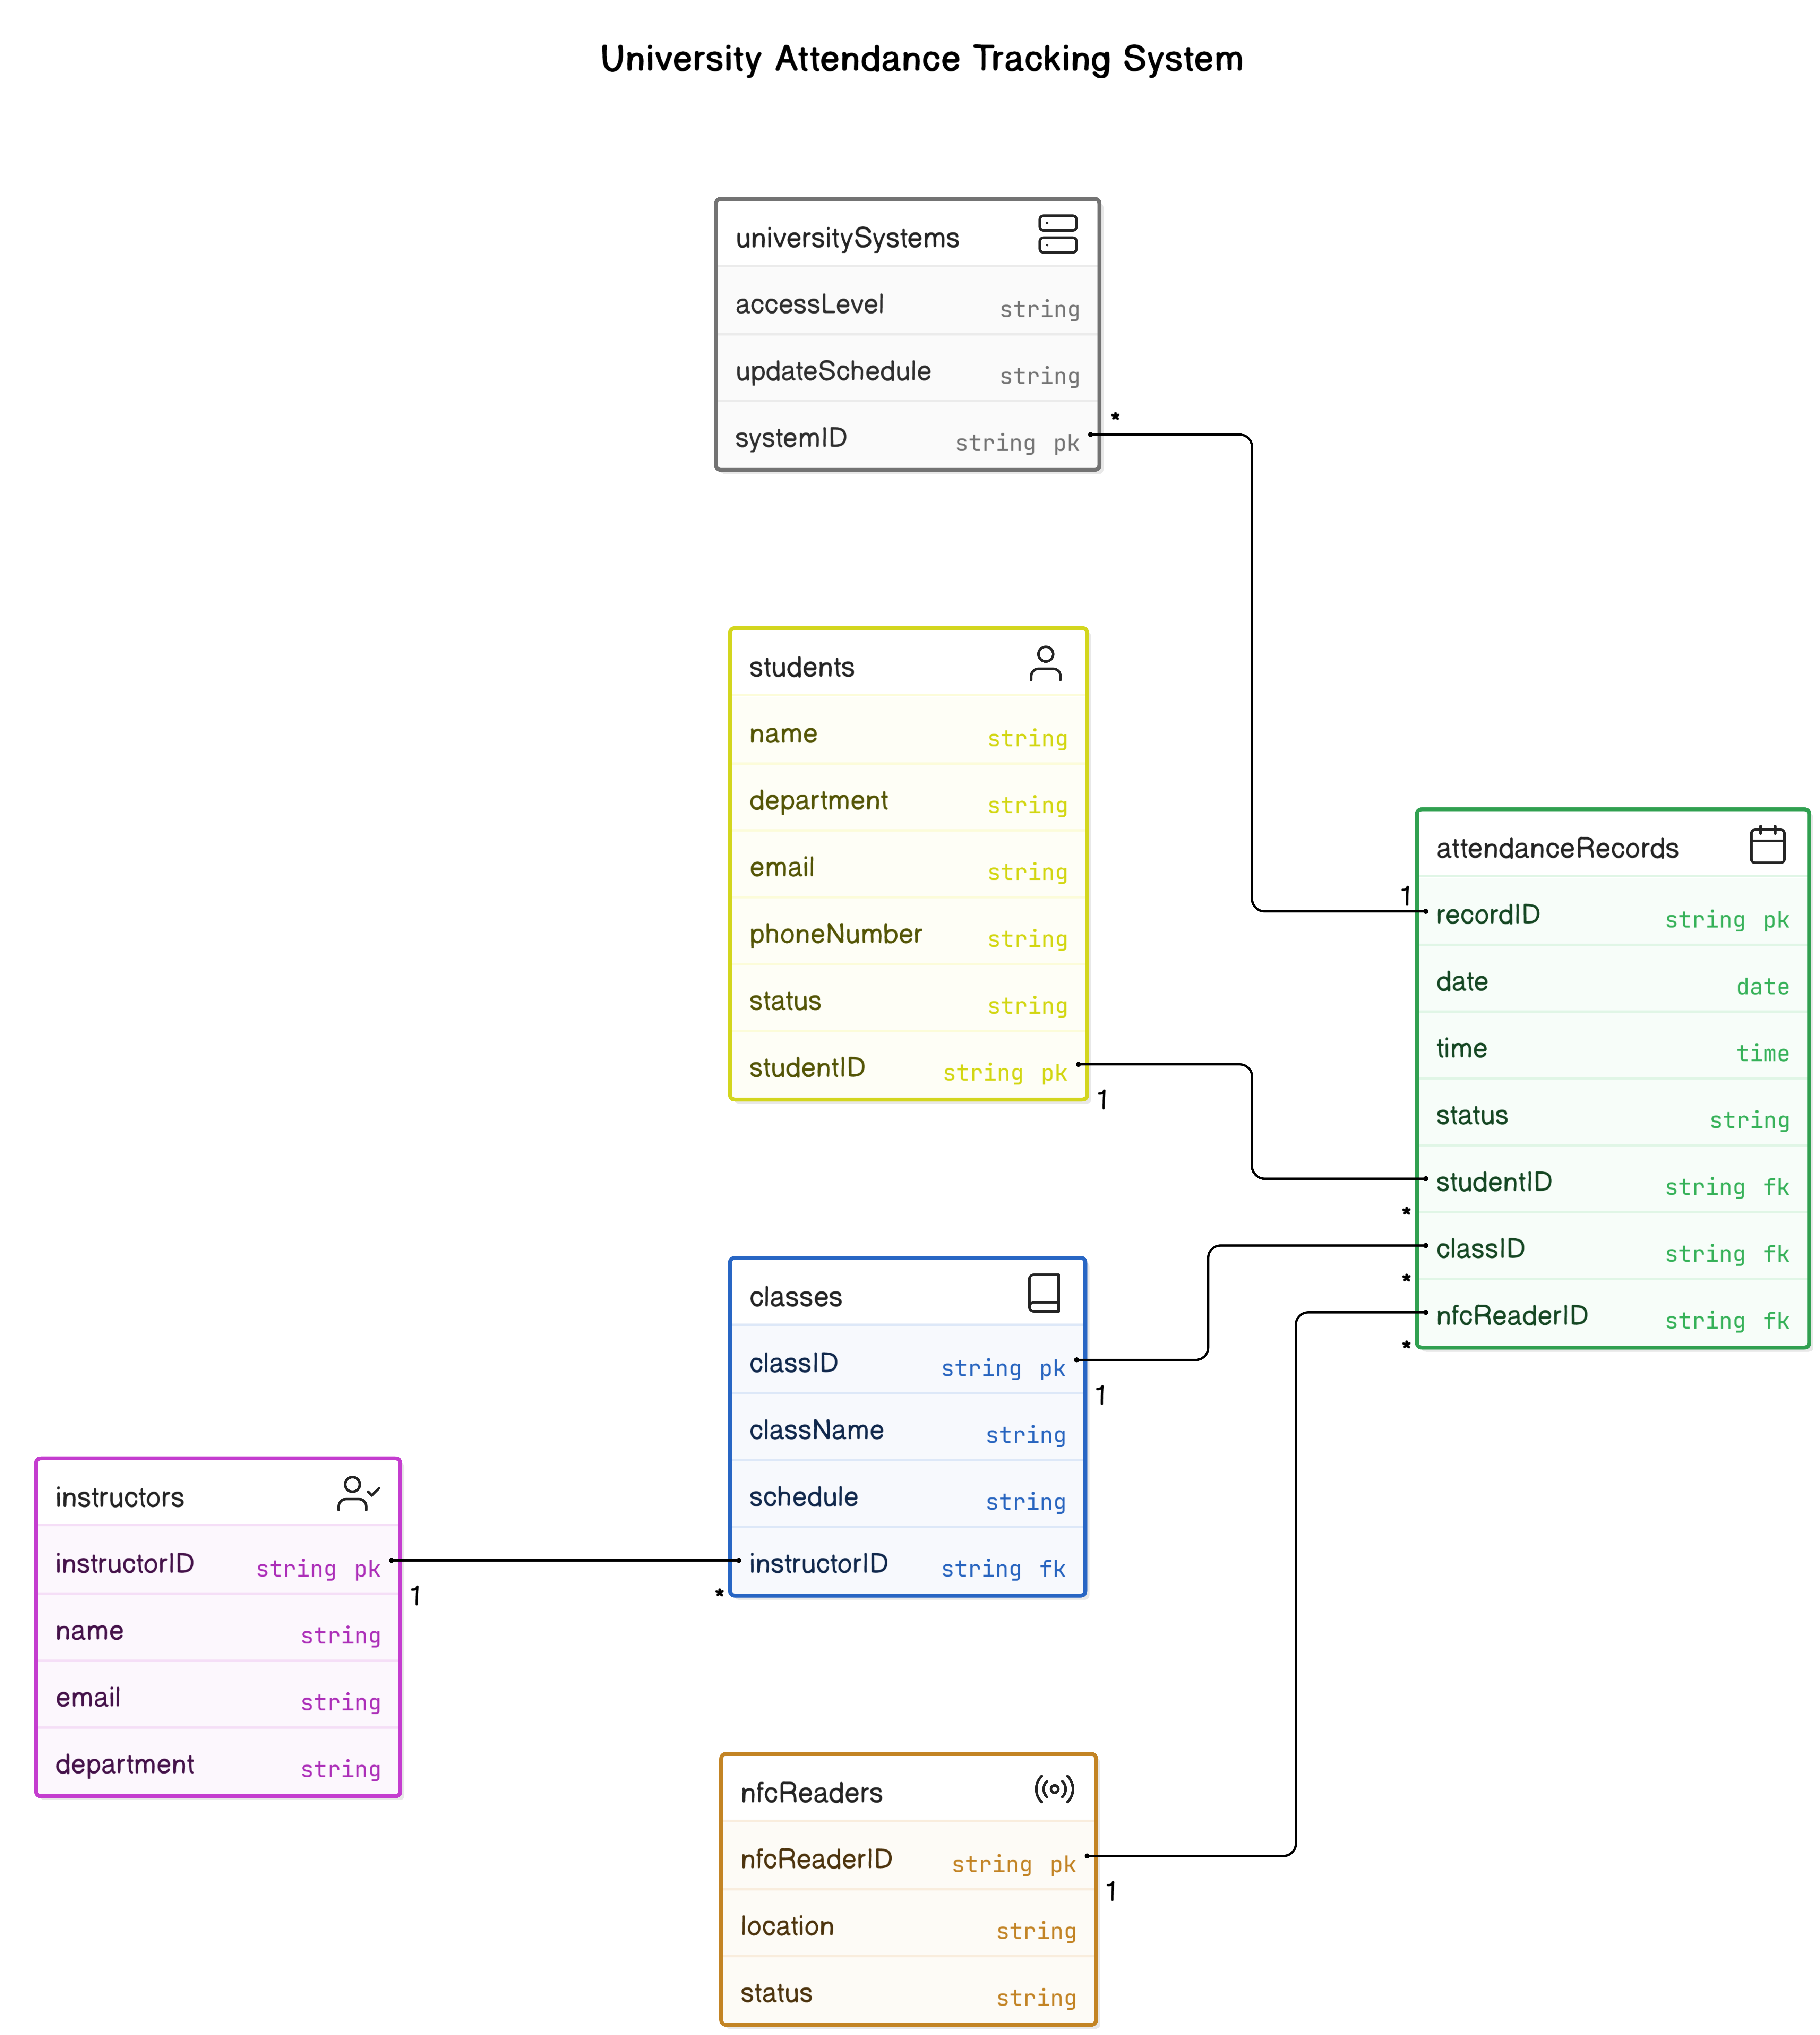 University Attendance Tracking System
universitySystems
accessLevel string
updateSchedule string
systemID string pk
*
students
name string
department string
email string
phoneNumber string
status string
studentID string pk
1
attendanceRecords
1
recordID string pk
date date
time time
status string
studentID string fk
*
classID string fk
*
nfcReaderID string fk
*
classes
classID string pk
1
className string
schedule string
instructorID string fk
*
instructors
instructorID string pk
1
name string
email string
department string
nfcReaders
nfcReaderID string pk
1
location string
status string